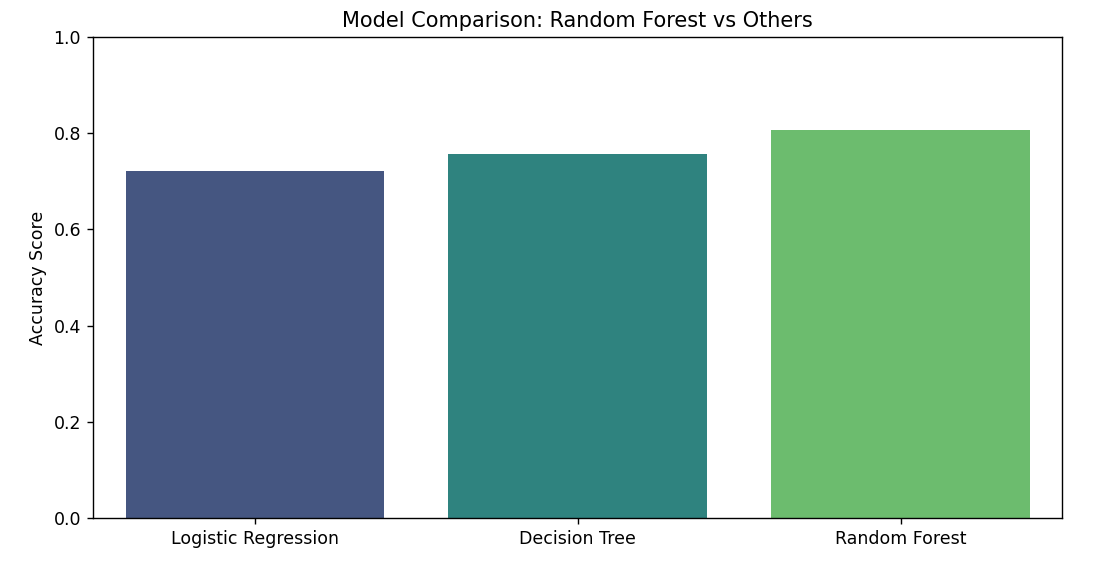 Model Comparison: Random Forest vs Others
1.0
0.8
0.6
0.4
0.2
0.0
Accuracy Score
Logistic Regression
Decision Tree
Random Forest